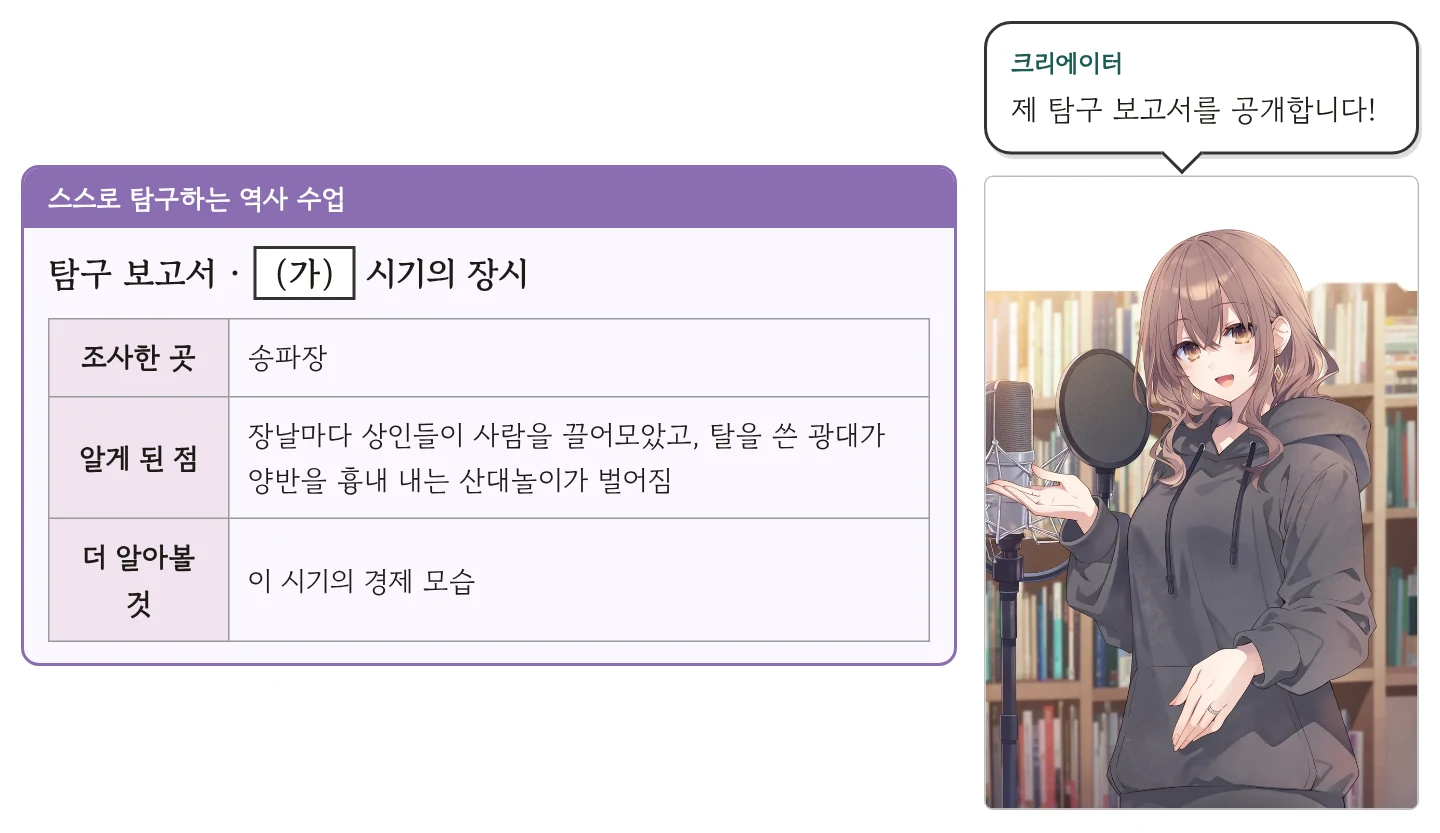 크리에이터
제 탐구 보고서를 공개합니다!
스스로 탐구하는 역사 수업
탐구 보고서 · (가) 시기의 장시
조사한 곳
송파장
알게 된 점
장날마다 상인들이 사람을 끌어모았고, 탈을 쓴 광대가
양반을 흉내 내는 산대놀이가 벌어짐
더 알아볼
것
이 시기의 경제 모습